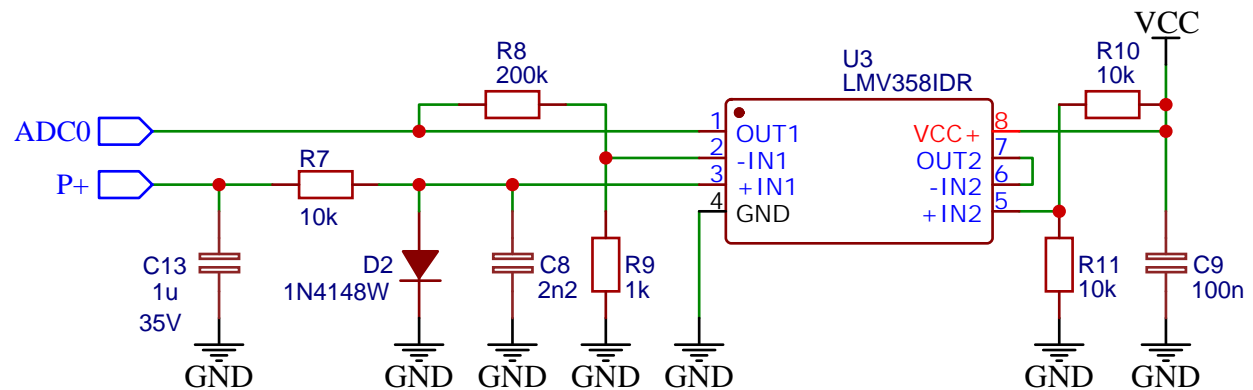 VCC
R8
200k
U3
LMV358IDR
R10
10k
ADC0
1
OUT1
VCC+
8
2
-IN1
OUT2
7
P+
R7
10k
3
+IN1
-IN2
6
4
GND
+IN2
5
C13
1u
35V
D2
1N4148W
C8
2n2
R9
1k
R11
10k
C9
100n
GND
GND
GND
GND
GND
GND
GND